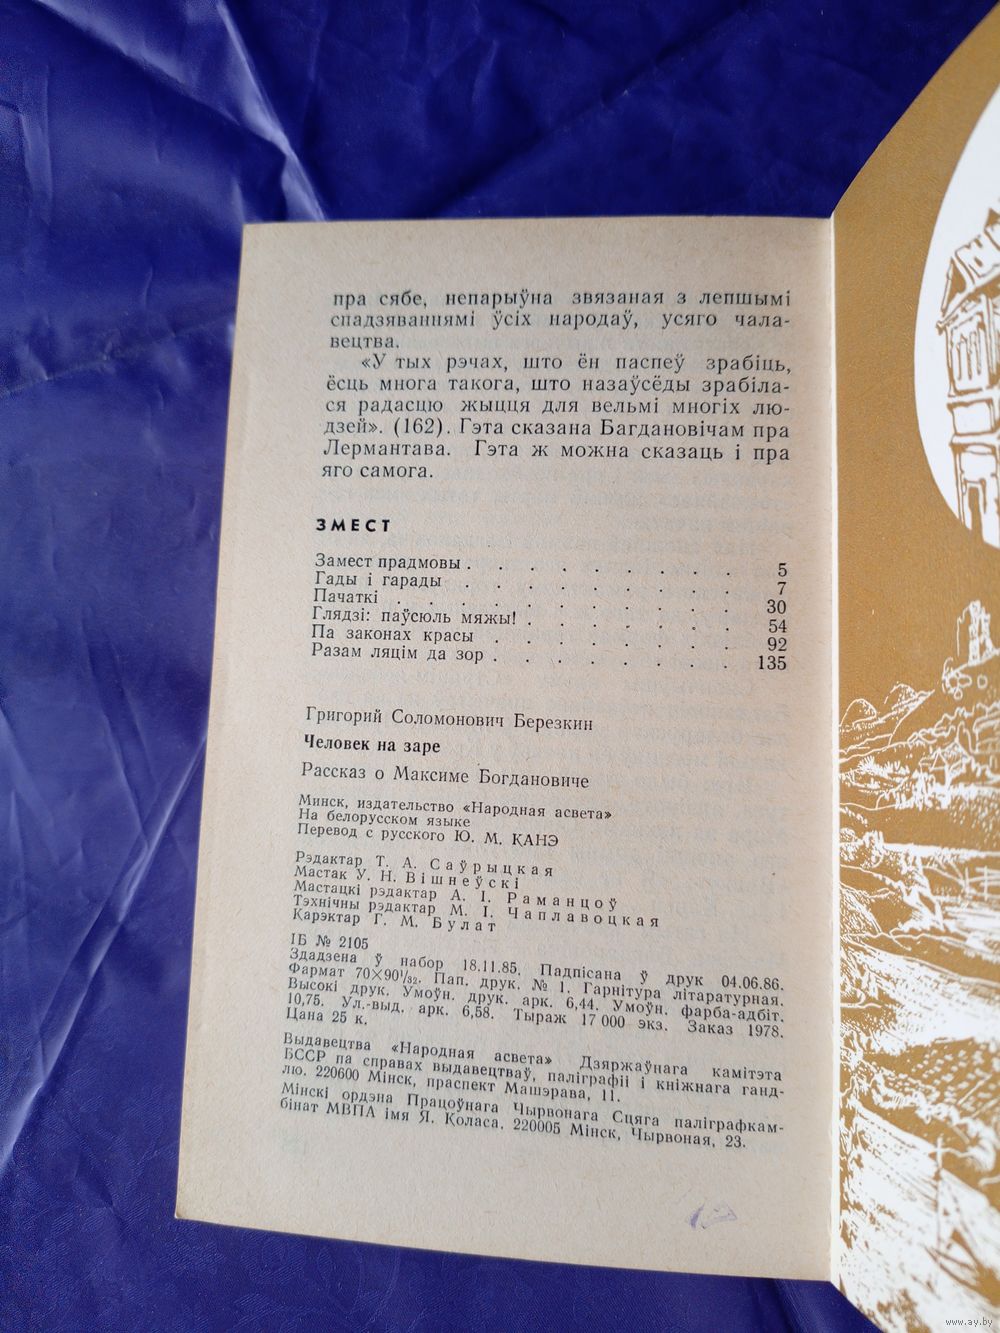 пра сябе, непарыўна звязаная з лепшымі
спадзяваннямі ўсіх народаў, усяго чала-
вецтва.
«У тых рэчах, што ён паспеў зрабіць,
ёсць многа такога, што назаўсёды зрабіла-
ся радасцю жыцця для вельмі многіх лю-
дзей». (162). Гэта сказана Багдановічам пра
Лермантава. Гэта ж можна сказаць і пра
яго самога.
ЗМЕСТ
Замест прадмовы . . . . . . . . 5
Гады і гарады . . . . . . . . 7
Пачаткі . . . . . . . . . . 30
Глядзі: паўсюль мяжы! . . . . . . . 54
Па законах красы . . . . . . . . 92
Разам ляцім да зор . . . . . . . . 135
Григорий Соломонович Березкин
Человек на заре
Рассказ о Максиме Богдановиче
Минск, издательство «Народная асвета»
На белорусском языке
Перевод с русского Ю. М. КАНЭ
Рэдактар Т. А. Саўрыцкая
Мастак У. Н. Вішнеўскі
Мастацкі рэдактар А. І. Раманцоў
Тэхнічны рэдактар М. І. Чаплавоцкая
Карэктар Г. М. Булат
ІБ № 2105
Здадзена ў набор 18.11.85. Падпісана ў друк 04.06.86.
Фармат 70×90¹/₃₂. Пап. друк. № 1. Гарнітура літаратурная.
Высокі друк. Умоўн. друк. арк. 6,44. Умоўн. фарба-адбіт.
10,75. Ул.-выд. арк. 6,58. Тыраж 17 000 экз. Заказ 1978.
Цана 25 к.
Выдавецтва «Народная асвета» Дзяржаўнага камітэта
БССР па справах выдавецтваў, паліграфіі і кніжнага ганд-
лю. 220600 Мінск, праспект Машэрава, 11.
Мінскі ордэна Працоўнага Чырвонага Сцяга паліграфкам-
бінат МВПА імя Я. Коласа. 220005 Мінск, Чырвоная, 23.
www.ay.by